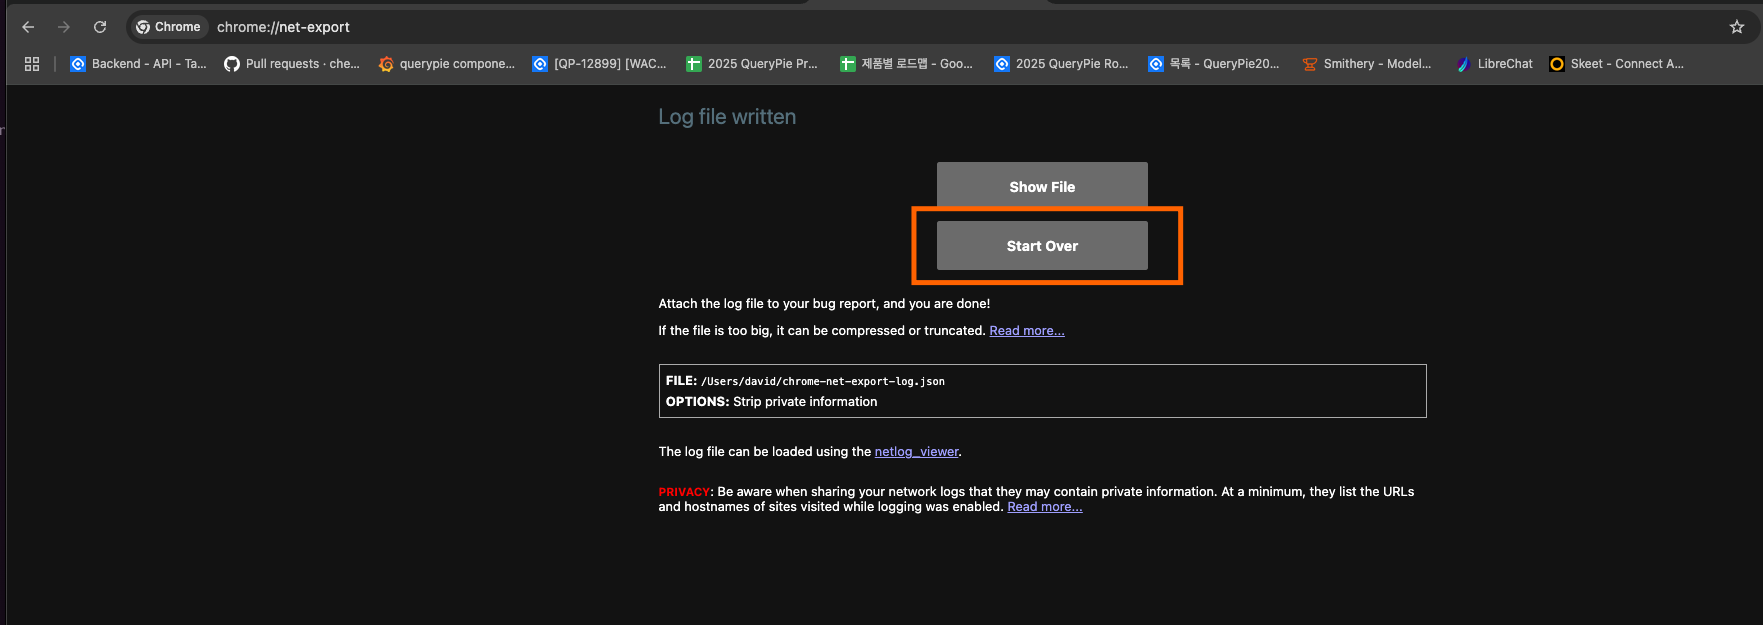 Chrome chrome://net-export
Backend - API - Ta... Pull requests · che... querypie compone... [QP-12899] [WAC... 2025 QueryPie Pr... 제품별 로드맵 - Goo... 2025 QueryPie Ro... 목록 - QueryPie20... Smithery - Model... LibreChat Skeet - Connect A...
Log file written
Show File
Start Over
Attach the log file to your bug report, and you are done!
If the file is too big, it can be compressed or truncated. Read more...
FILE: /Users/david/chrome-net-export-log.json
OPTIONS: Strip private information
The log file can be loaded using the netlog_viewer.
PRIVACY: Be aware when sharing your network logs that they may contain private information. At a minimum, they list the URLs
and hostnames of sites visited while logging was enabled. Read more...